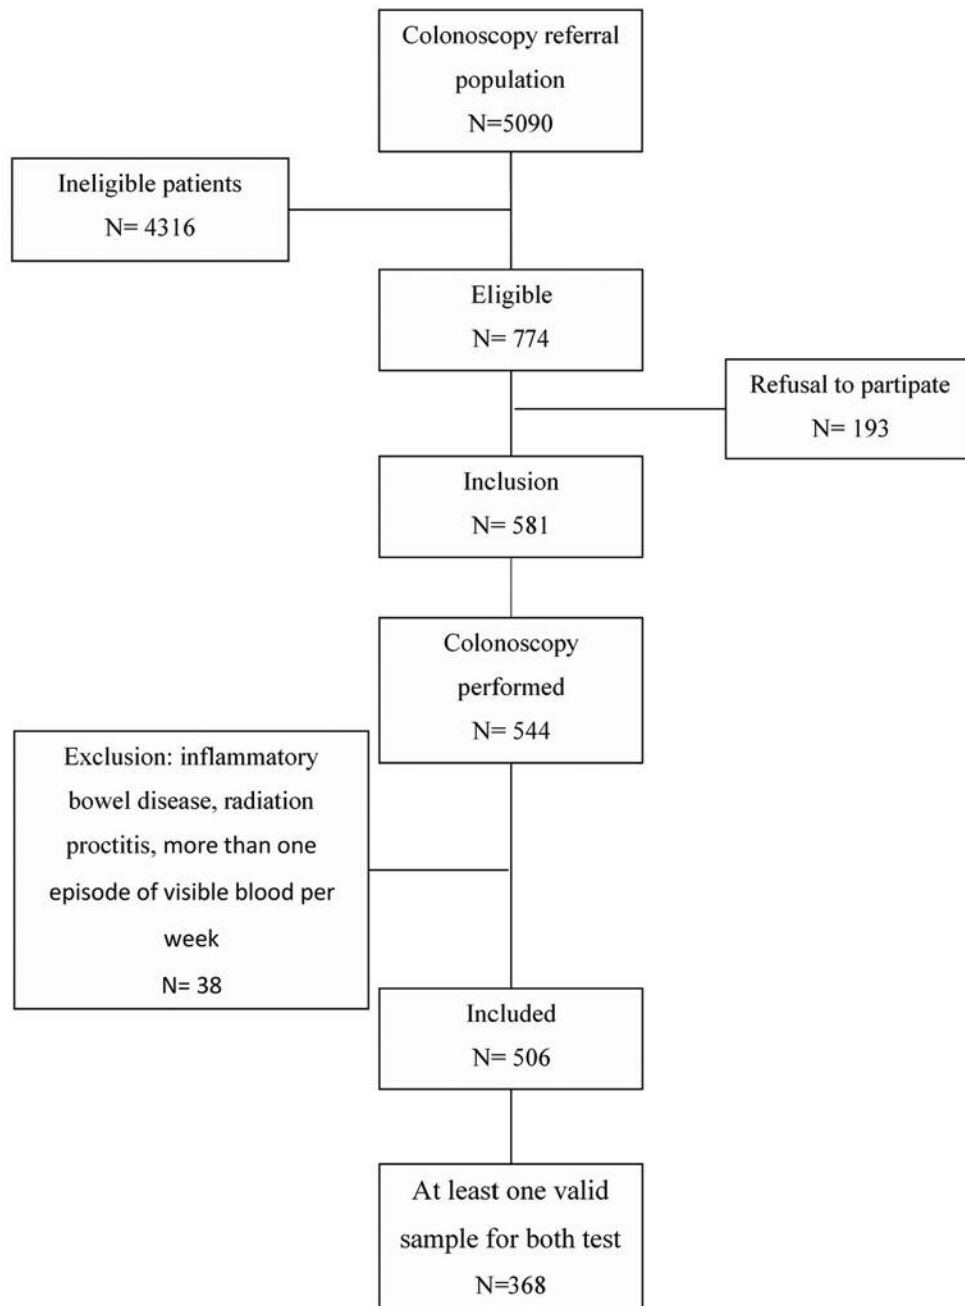 Colonoscopy referral
population
N=5090
Ineligible patients
N= 4316
Eligible
N= 774
Refusal to partipate
N= 193
Inclusion
N= 581
Colonoscopy
performed
N= 544
Exclusion: inflammatory
bowel disease, radiation
proctitis, more than one
episode of visible blood per
week
N= 38
Included
N= 506
At least one valid
sample for both test
N=368